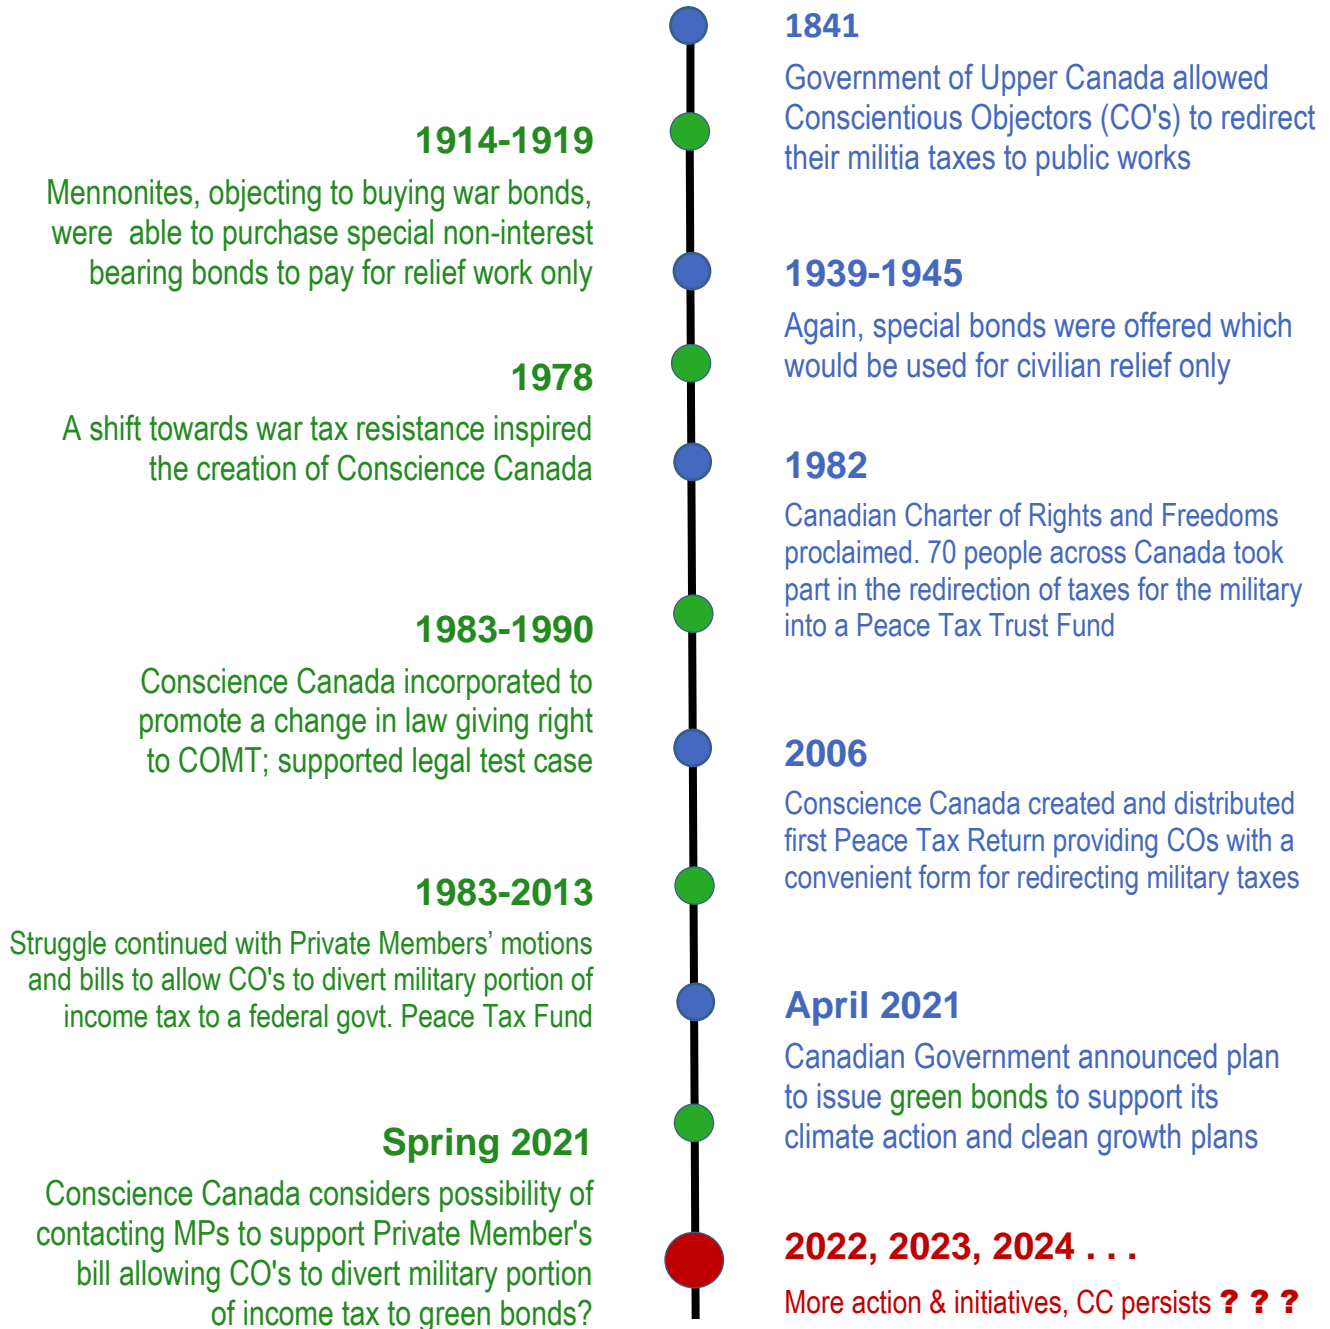 1841
Government of Upper Canada allowed
Conscientious Objectors (CO's) to redirect
their militia taxes to public works
1914-1919
Mennonites, objecting to buying war bonds,
were able to purchase special non-interest
bearing bonds to pay for relief work only
1939-1945
Again, special bonds were offered which
would be used for civilian relief only
1978
A shift towards war tax resistance inspired
the creation of Conscience Canada
1982
Canadian Charter of Rights and Freedoms
proclaimed. 70 people across Canada took
part in the redirection of taxes for the military
into a Peace Tax Trust Fund
1983-1990
Conscience Canada incorporated to
promote a change in law giving right
to COMT; supported legal test case
2006
Conscience Canada created and distributed
first Peace Tax Return providing COs with a
convenient form for redirecting military taxes
1983-2013
Struggle continued with Private Members’ motions
and bills to allow CO's to divert military portion of
income tax to a federal govt. Peace Tax Fund
April 2021
Canadian Government announced plan
to issue green bonds to support its
climate action and clean growth plans
Spring 2021
Conscience Canada considers possibility of
contacting MPs to support Private Member's
bill allowing CO's to divert military portion
of income tax to green bonds?
2022, 2023, 2024 . . .
More action & initiatives, CC persists ? ? ?